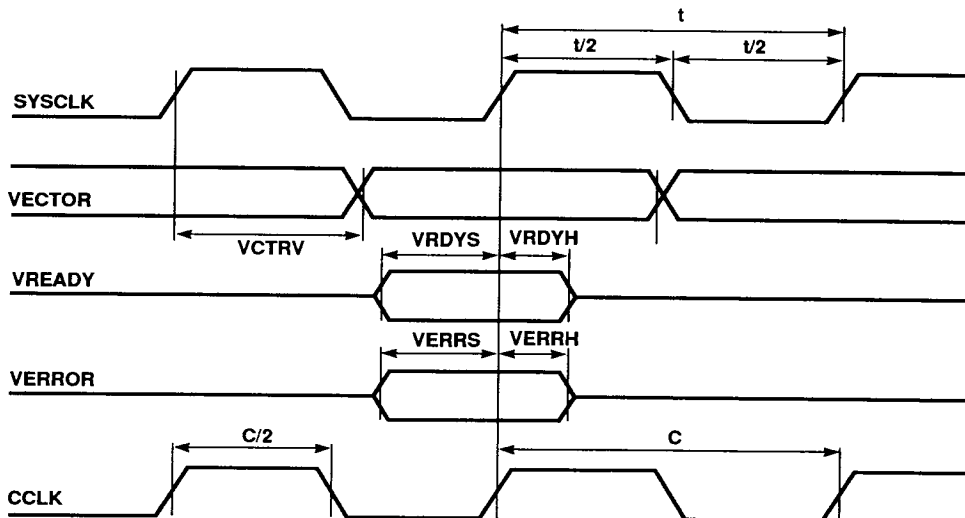 t
t/2 t/2
SYSCLK
VECTOR
VCTRV
VRDYS VRDYH
VREADY
VERRS VERRH
VERROR
C/2 C
CCLK